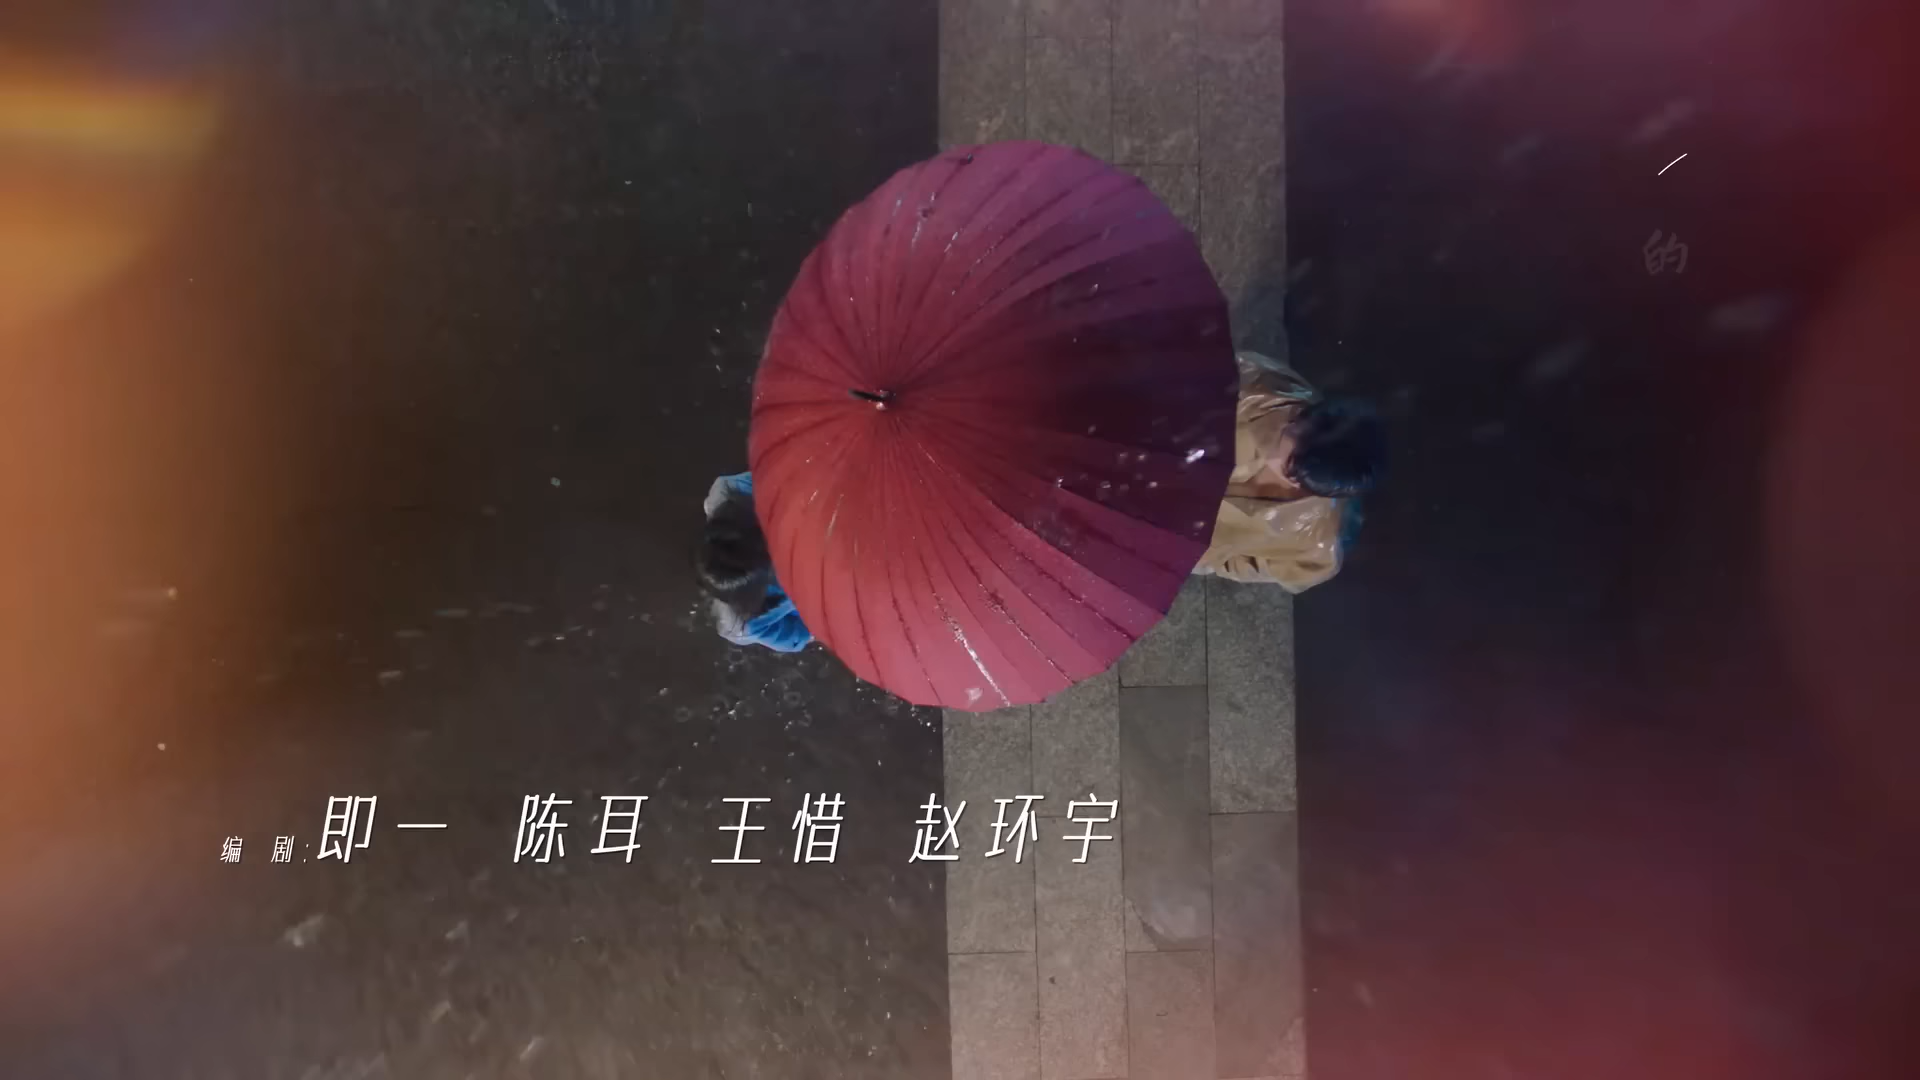 的
编 剧: 即一 陈耳 王惜 赵环宇